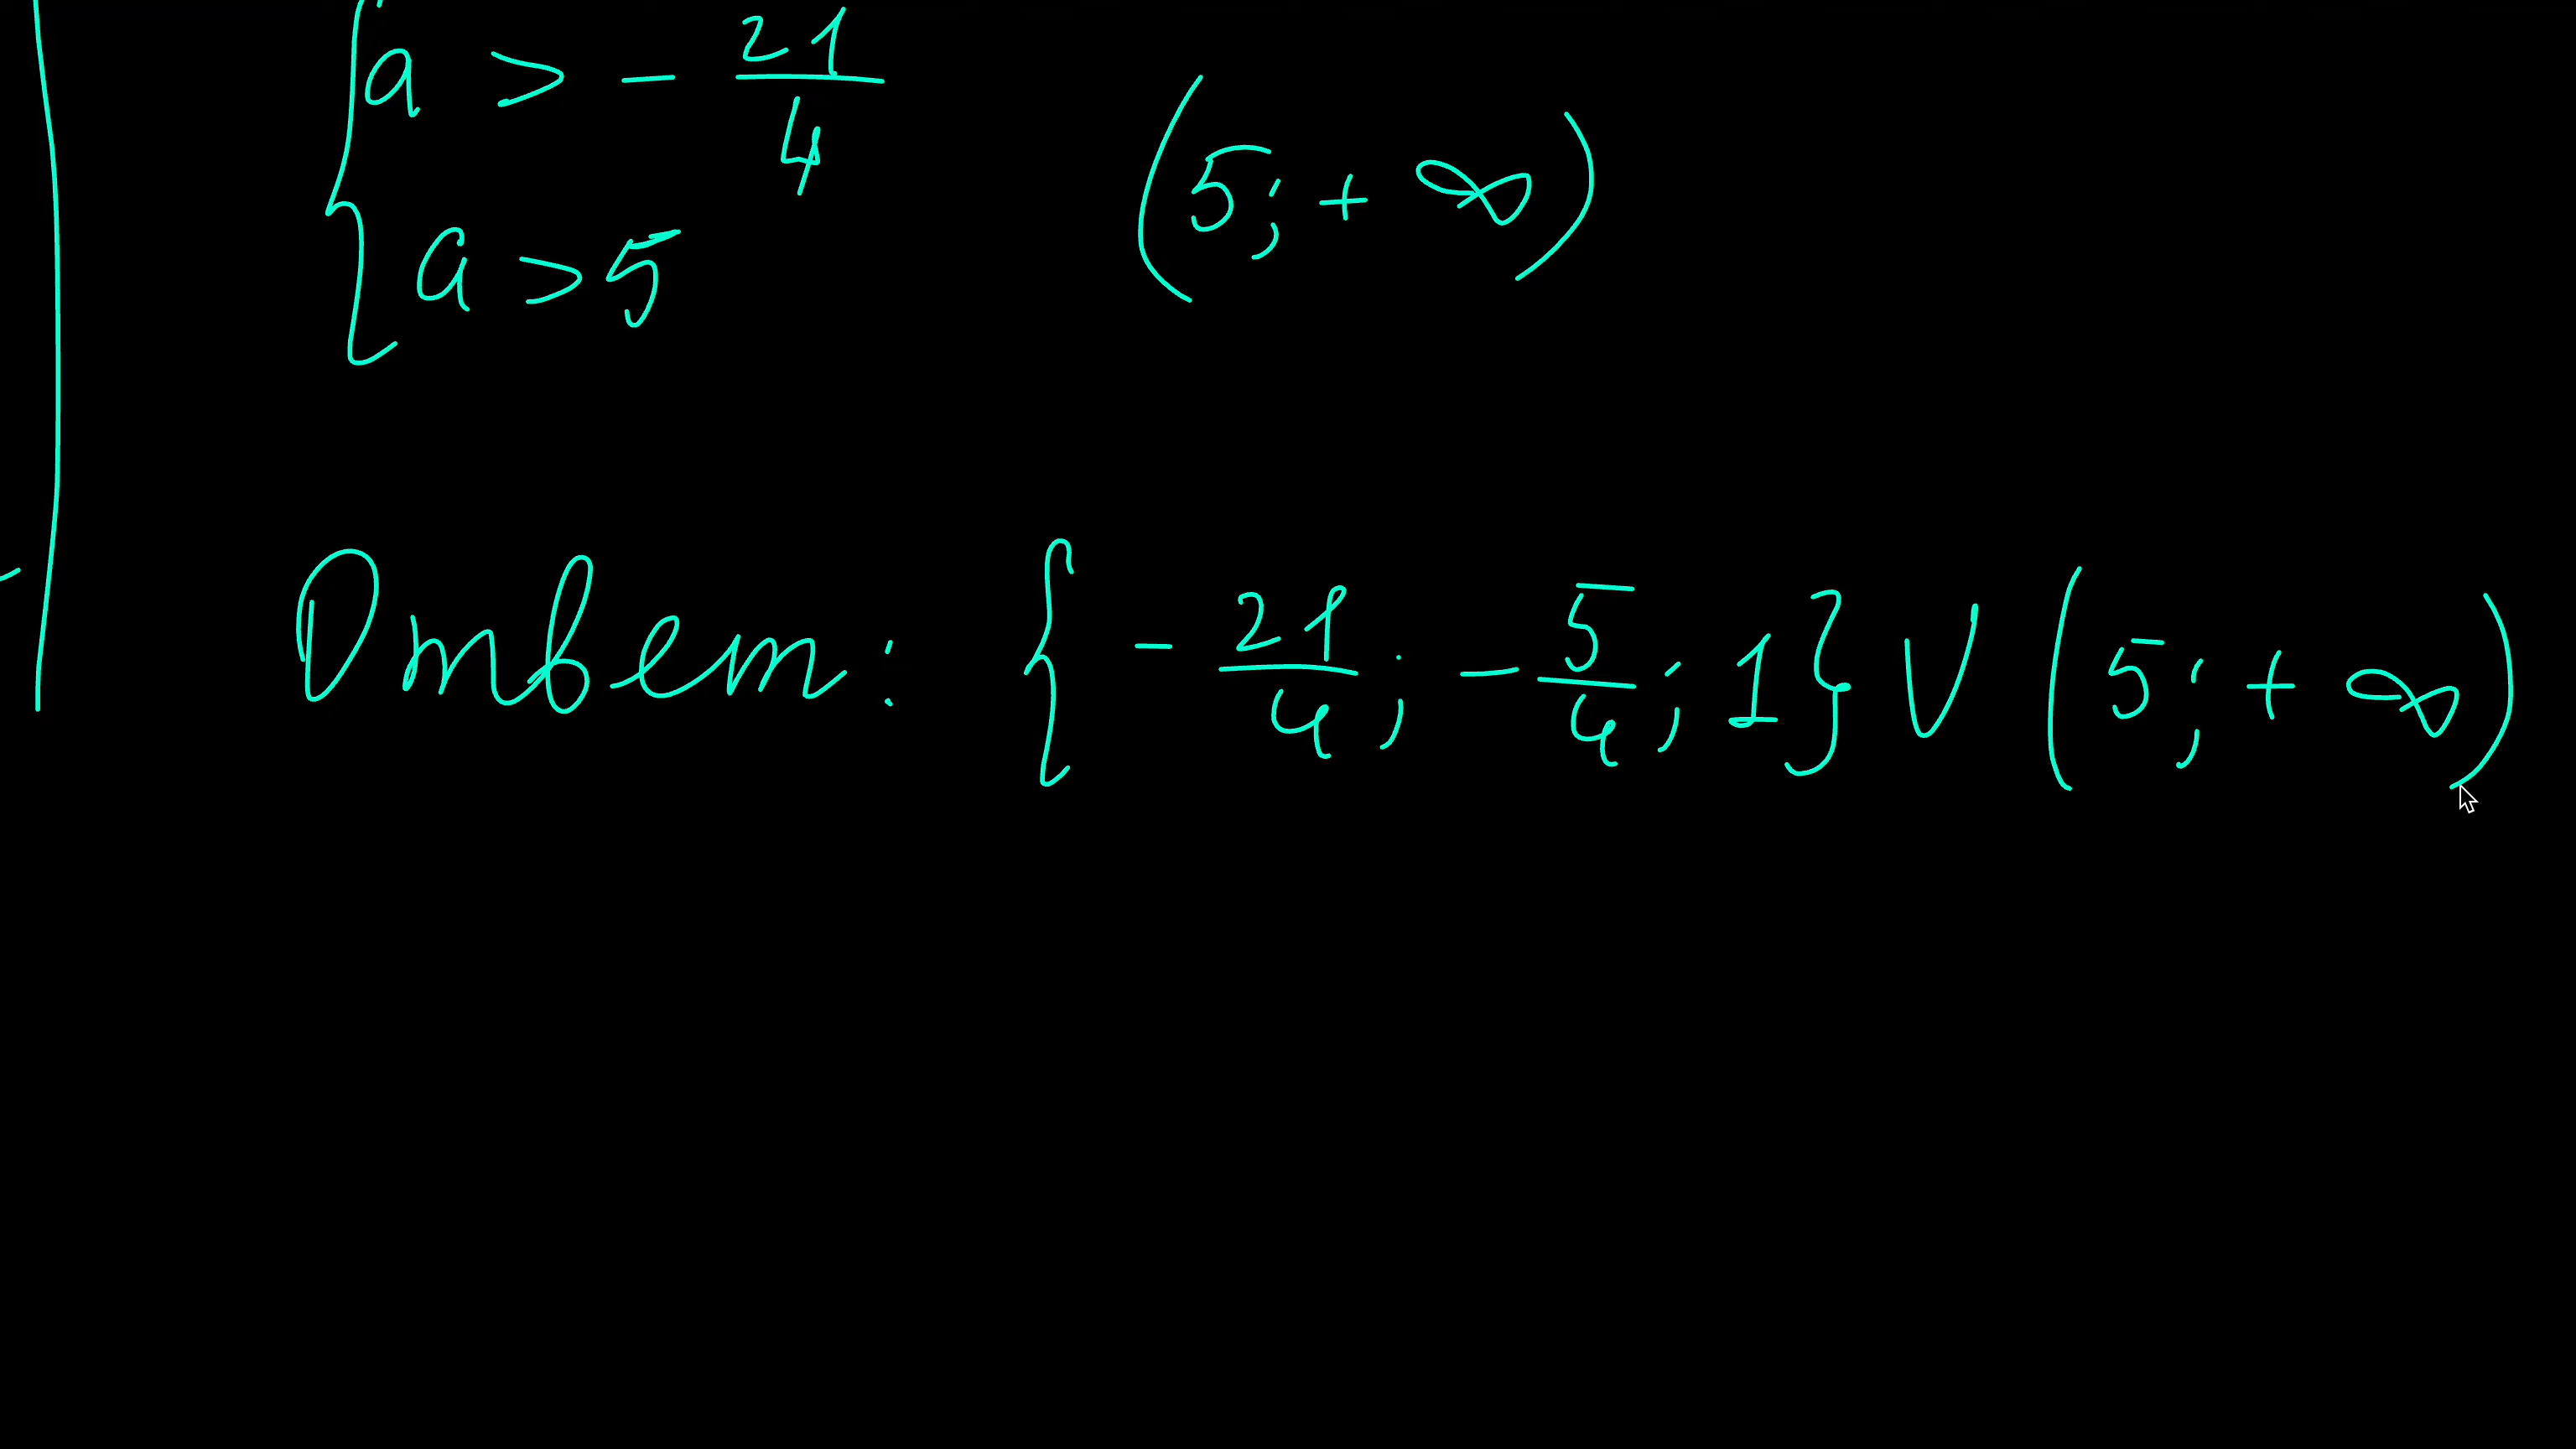 a > - 21/4
(5; + ∞)
a > 5
Ответ: { - 21/4 ; - 5/4 ; 1 } ∪ (5; + ∞)